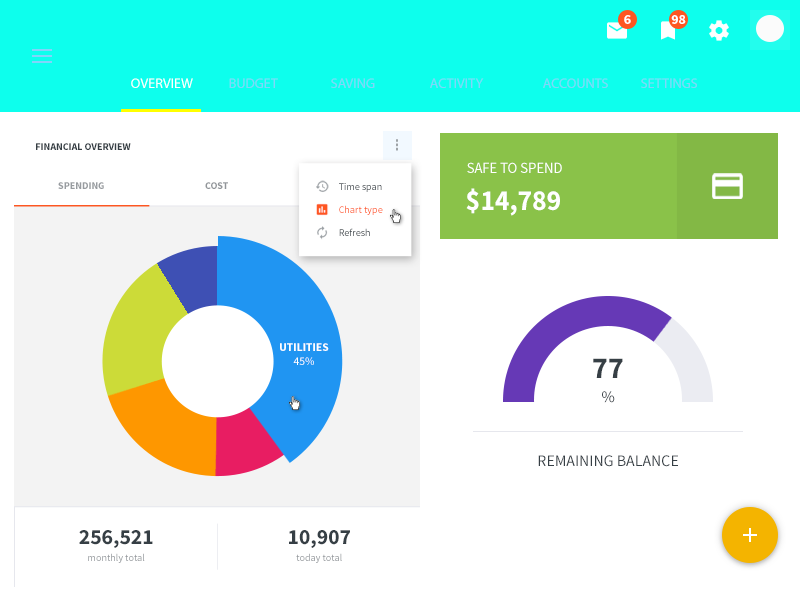 6
98
OVERVIEW
BUDGET
SAVING
ACTIVITY
ACCOUNTS
SETTINGS
FINANCIAL OVERVIEW
SPENDING
COST
Time span
Chart type
Refresh
UTILITIES
45%
256,521
monthly total
10,907
today total
SAFE TO SPEND
$14,789
77
%
REMAINING BALANCE